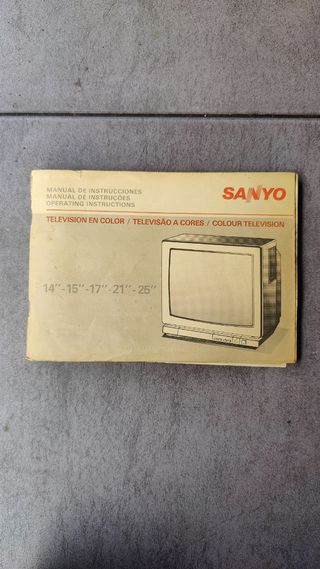 MANUAL DE INSTRUCCIONES
MANUAL DE INSTRUÇÕES
OPERATING INSTRUCTIONS
SANYO
TELEVISION EN COLOR / TELEVISÃO A CORES / COLOUR TELEVISION
14"-15"-17"-21"-25"